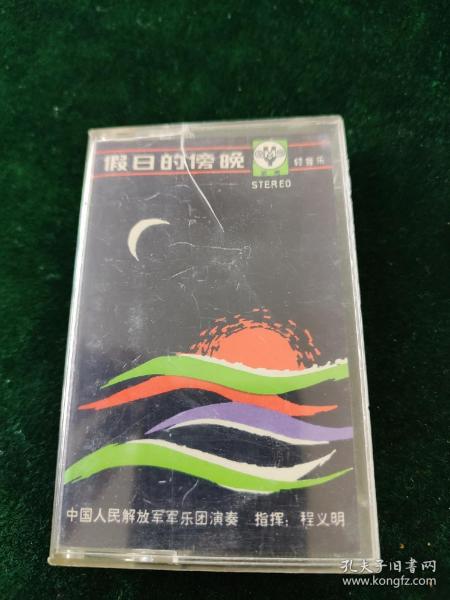 假日的傍晚
轻音乐
STEREO
中国人民解放军军乐团演奏 指挥：程义明
孔夫子旧书网
www.kongfz.com